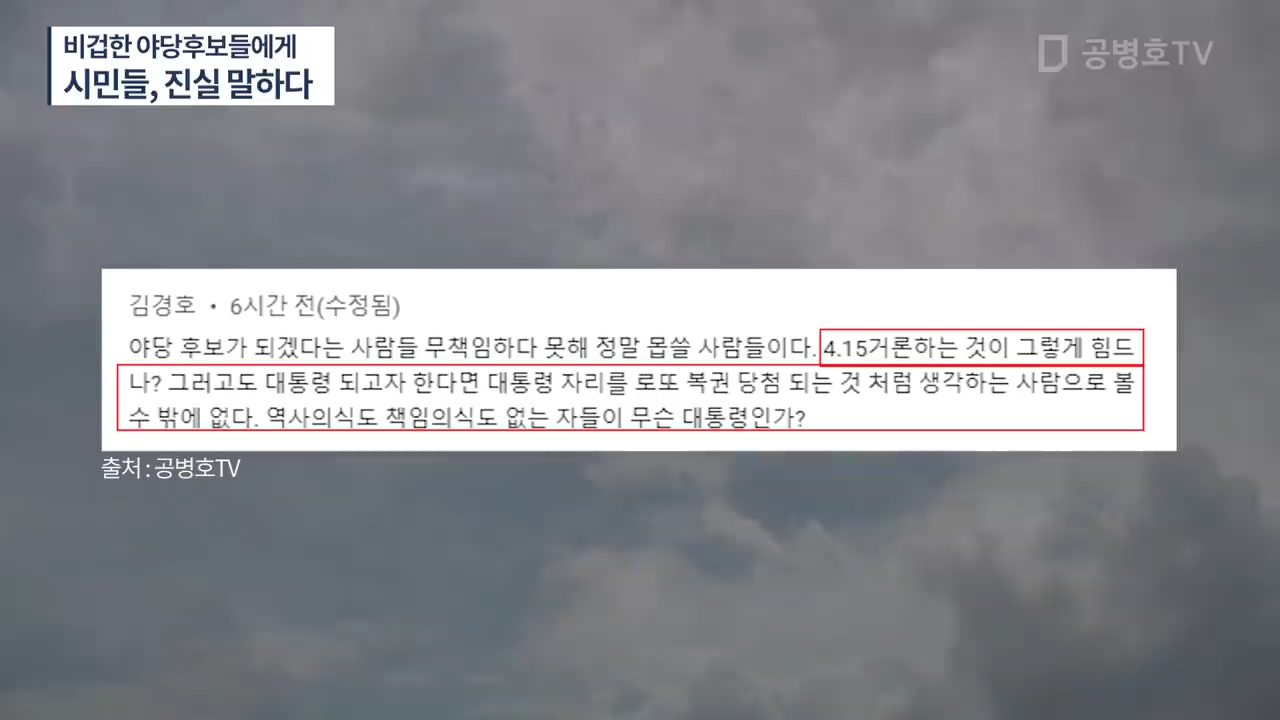 비겁한 야당후보들에게
시민들, 진실 말하다
공병호TV
김경호 • 6시간 전(수정됨)
야당 후보가 되겠다는 사람들 무책임하다 못해 정말 몹쓸 사람들이다. 4.15거론하는 것이 그렇게 힘드
나? 그러고도 대통령 되고자 한다면 대통령 자리를 로또 복권 당첨 되는 것 처럼 생각하는 사람으로 볼
수 밖에 없다. 역사의식도 책임의식도 없는 자들이 무슨 대통령인가?
출처 : 공병호TV